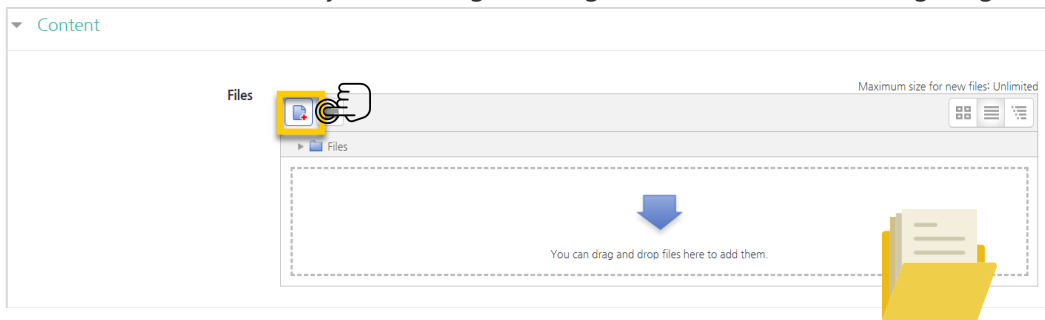 Content
Files
Maximum size for new files: Unlimited
Files
You can drag and drop files here to add them.